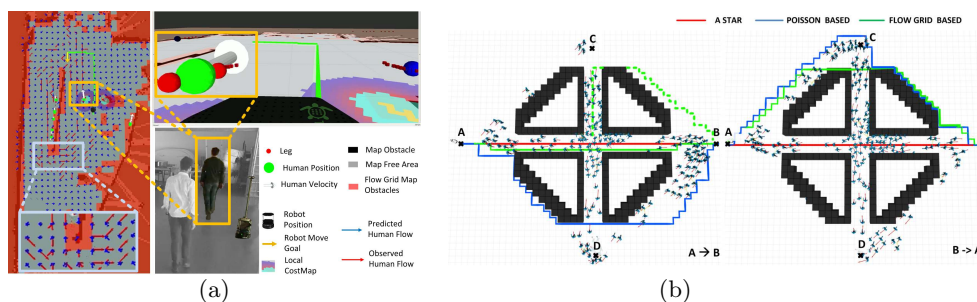 A STAR
POISSON BASED
FLOW GRID BASED
C
C
A
B
A
B
D
D
A → B
B -> A
Leg
Human Position
Human Velocity
Robot
Position
Robot Move
Goal
Local
CostMap
Map Obstacle
Map Free Area
Flow Grid Map
Obstacles
Predicted
Human Flow
Observed
Human Flow
(a)
(b)